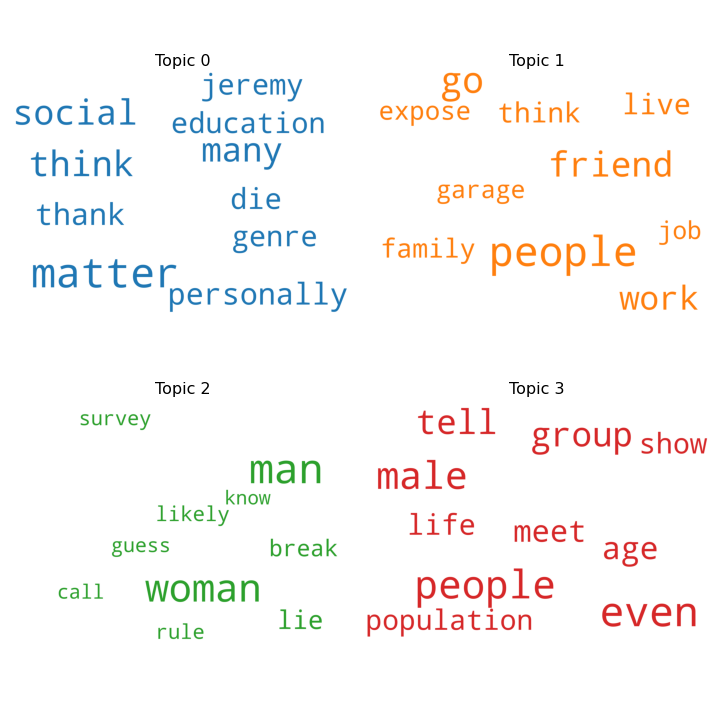 Topic 0
jeremy
social
education
many
think
die
thank
genre
matter
personally
Topic 1
go
expose
think
live
friend
garage
job
family
people
work
Topic 2
survey
man
know
likely
guess
break
call
woman
lie
rule
Topic 3
tell
group
show
male
life
meet
age
people
even
population